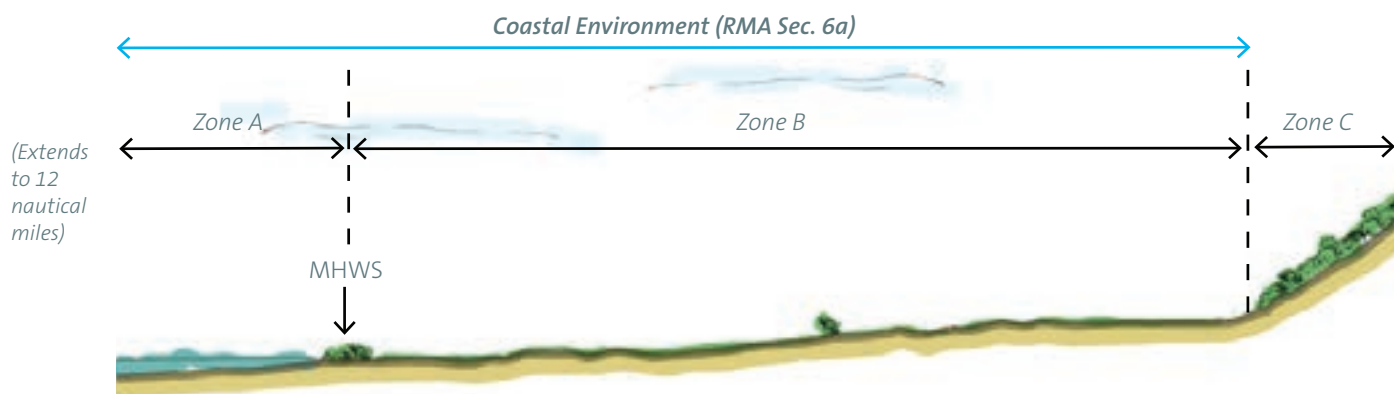 Coastal Environment (RMA Sec. 6a)
Zone A
Zone B
Zone C
(Extends
to 12
nautical
miles)
MHWS